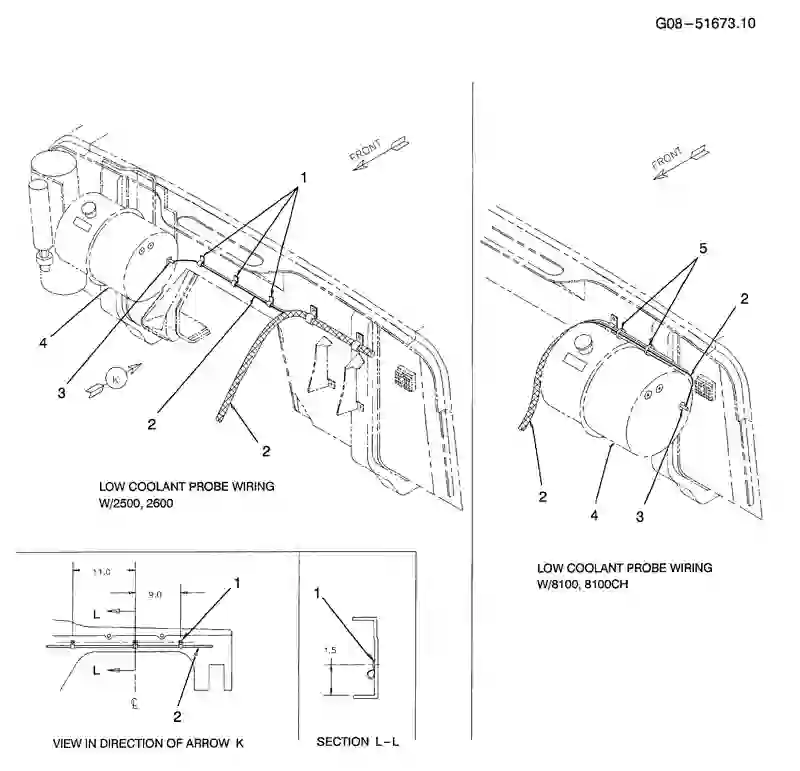 G08-51673.10
FRONT
1
4
3
K
2
2
LOW COOLANT PROBE WIRING
W/2500, 2600
FRONT
5
2
2
4
3
LOW COOLANT PROBE WIRING
W/8100, 8100CH
11.0
9.0
1
L
L
2
VIEW IN DIRECTION OF ARROW K
1
1.5
SECTION L-L